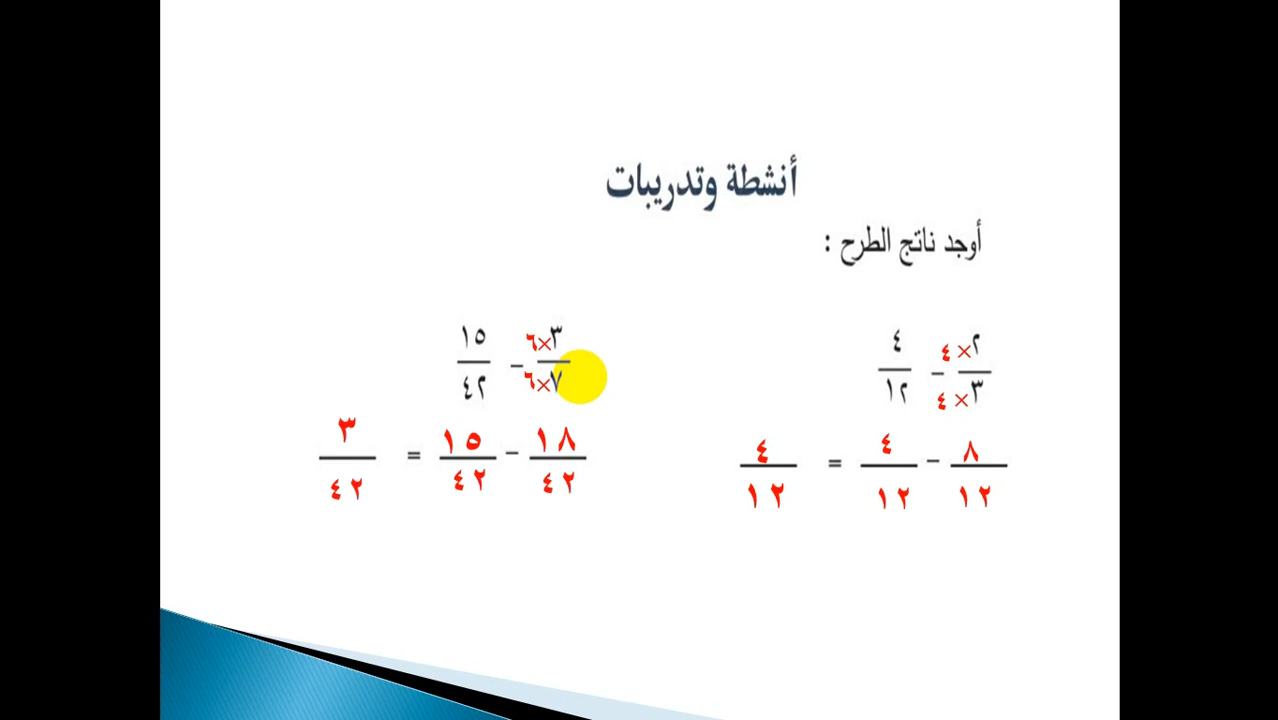 أنشطة وتدريبات
أوجد ناتج الطرح :
٢×٤/٣×٤ − ٤/١٢
٨/١٢ − ٤/١٢ = ٤/١٢
٣×٦/٧×٦ − ١٥/٤٢
١٨/٤٢ − ١٥/٤٢ = ٣/٤٢